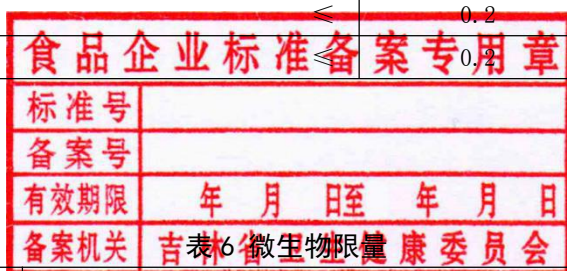 ≤ 0.2
食品企业标准备案专用章
≤ 0.2
标准号
备案号
有效期限 年 月 日至 年 月 日
备案机关 吉林省卫生健康委员会
表 6 微生物限量